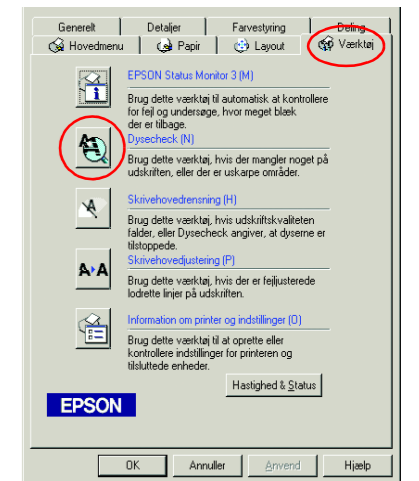 Generelt Detaljer Farvestyring Deling
Hovedmenu Papir Layout Værktøj
EPSON Status Monitor 3 (M)
Brug dette værktøj til automatisk at kontrollere
for fejl og undersøge, hvor meget blæk
der er tilbage.
Dysecheck (N)
Brug dette værktøj, hvis der mangler noget på
udskriften, eller der er uskarpe områder.
Skrivehovedrensning (H)
Brug dette værktøj, hvis udskriftskvaliteten
falder, eller Dysecheck angiver, at dyserne er
tilstoppede.
Skrivehovedjustering (P)
Brug dette værktøj, hvis der er fejljusterede
lodrette linjer på udskriften.
Information om printer og indstillinger (O)
Brug dette værktøj til at oprette eller
kontrollere indstillinger for printeren og
tilsluttede enheder.
Hastighed & Status
EPSON
OK Annuller Anvend Hjælp